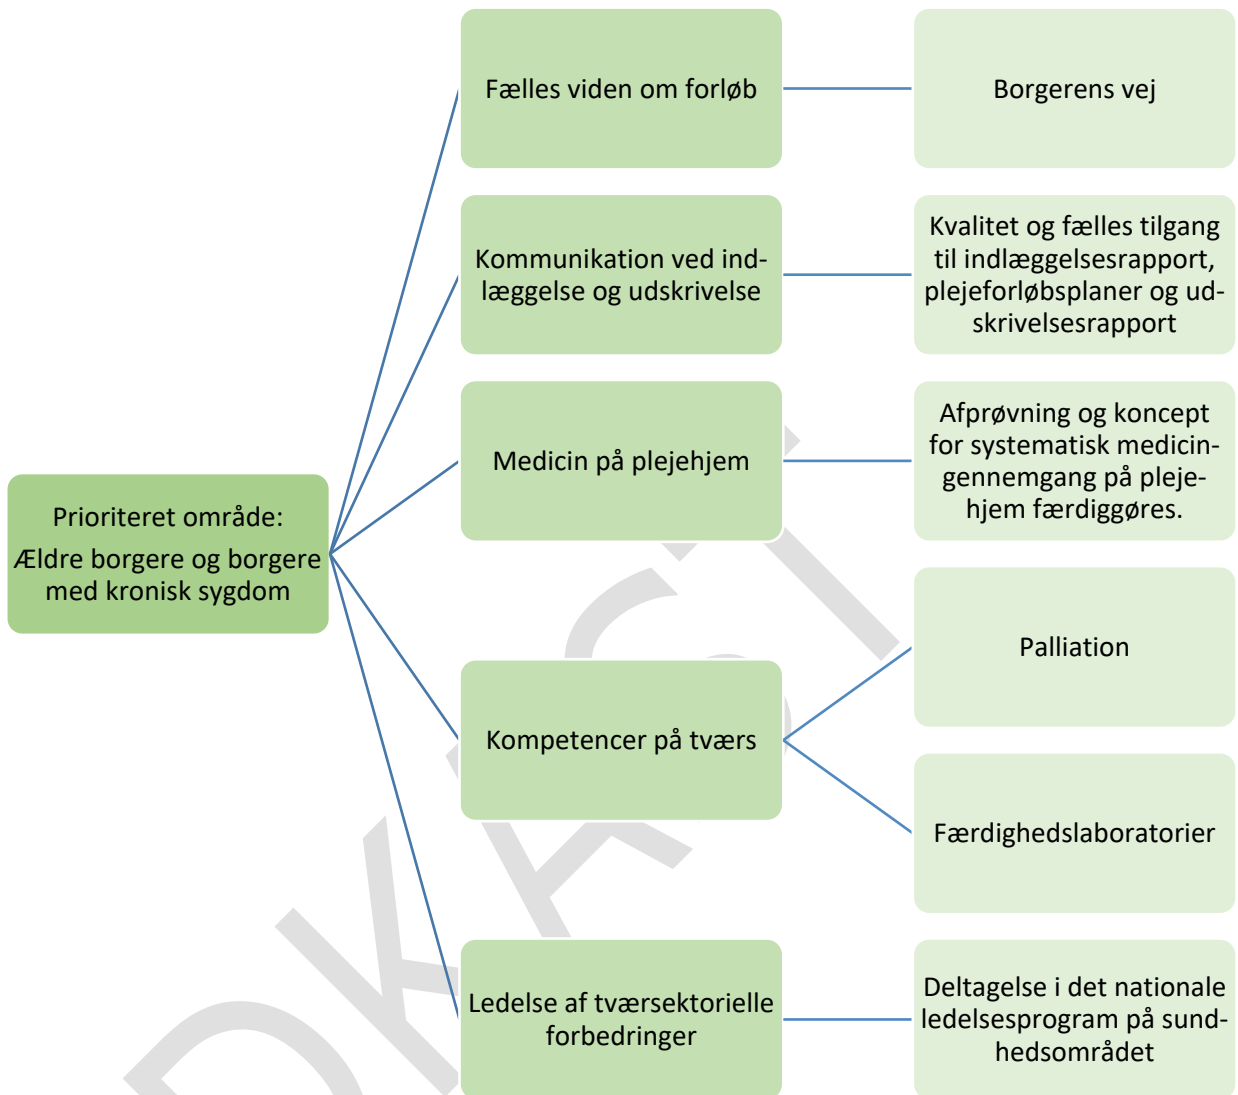 Fælles viden om forløb
Borgerens vej
Kommunikation ved ind-
læggelse og udskrivelse
Kvalitet og fælles tilgang
til indlæggelsesrapport,
plejeforløbsplaner og ud-
skrivelsesrapport
Medicin på plejehjem
Afprøvning og koncept
for systematisk medicin-
gennemgang på pleje-
hjem færdiggøres.
Prioriteret område:
Ældre borgere og borgere
med kronisk sygdom
Kompetencer på tværs
Palliation
Færdighedslaboratorier
Ledelse af tværsektorielle
forbedringer
Deltagelse i det nationale
ledelsesprogram på sund-
hedsområdet